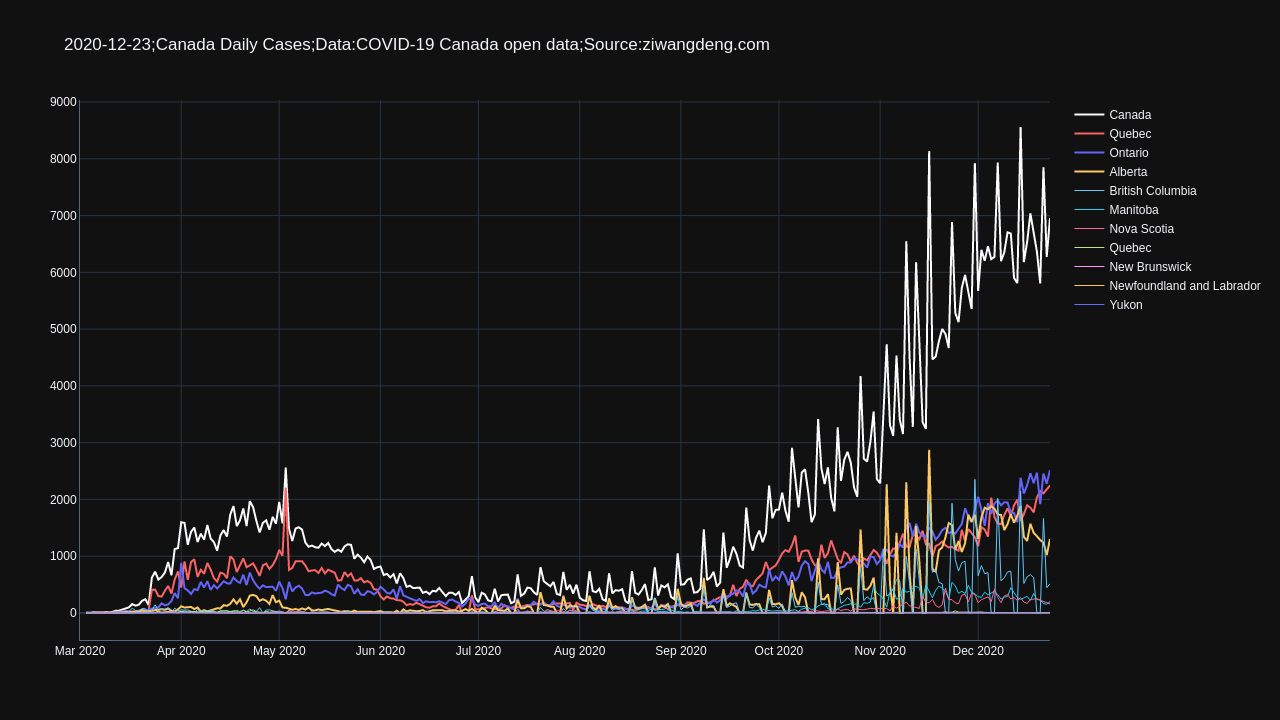 2020-12-23;Canada Daily Cases;Data:COVID-19 Canada open data;Source:ziwangdeng.com
9000
8000
7000
6000
5000
4000
3000
2000
1000
0
Mar 2020 Apr 2020 May 2020 Jun 2020 Jul 2020 Aug 2020 Sep 2020 Oct 2020 Nov 2020 Dec 2020
Canada
Quebec
Ontario
Alberta
British Columbia
Manitoba
Nova Scotia
Quebec
New Brunswick
Newfoundland and Labrador
Yukon